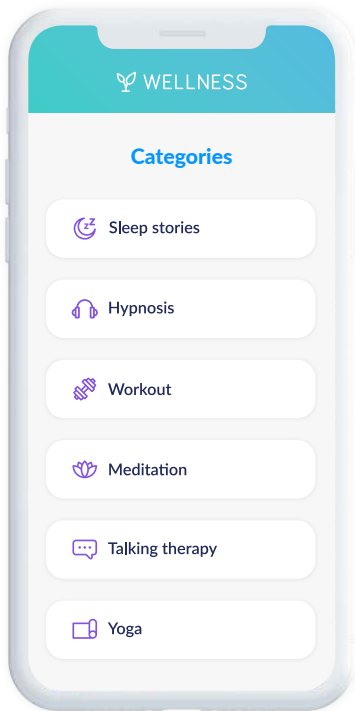 WELLNESS
Categories
Sleep stories
Hypnosis
Workout
Meditation
Talking therapy
Yoga